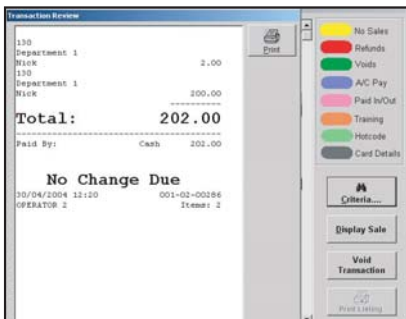 Transaction Review
130
Department 1
Nick 2.00
130
Department 1
Nick 200.00
Total: 202.00
Paid By: Cash 202.00
No Change Due
30/04/2004 12:20 001-02-00286
OPERATOR 2 Items: 2
Print
No Sales
Refunds
Voids
A/C Pay
Paid In/Out
Training
Hotcode
Card Details
Criteria....
Display Sale
Void
Transaction
Print Listing